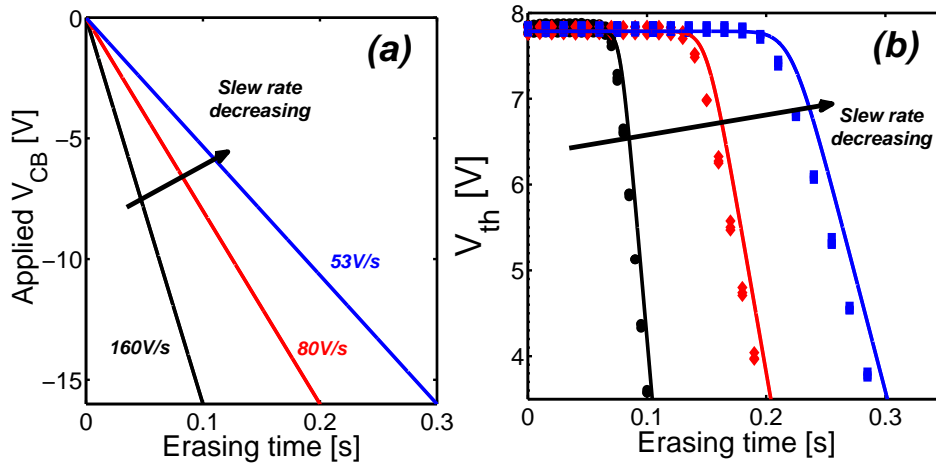 (a)
Slew rate
decreasing
53V/s
80V/s
160V/s
0
−5
−10
−15
0 0.1 0.2 0.3
Erasing time [s]
Applied V_CB [V]
(b)
Slew rate
decreasing
8
7
6
5
4
0 0.1 0.2 0.3
Erasing time [s]
V_th [V]